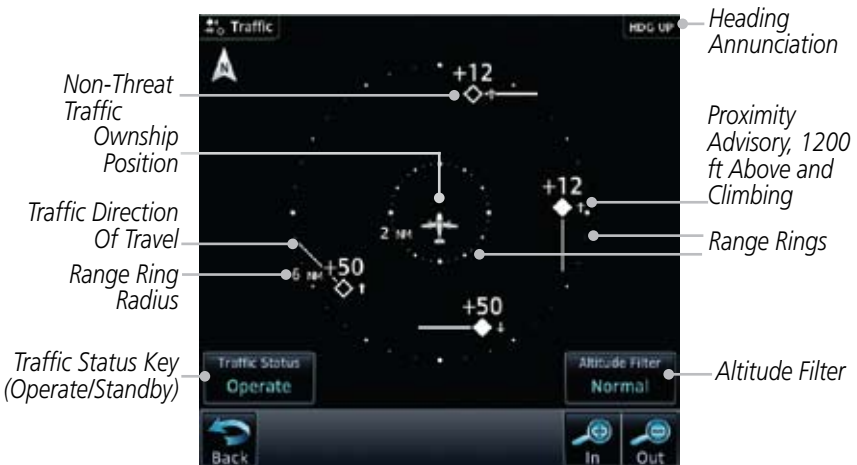 Traffic
HDG UP
Heading
Annunciation
N
+12
Non-Threat
Traffic
Ownship
Position
Proximity
Advisory, 1200
ft Above and
Climbing
+12
Traffic Direction
Of Travel
2 NM
Range Rings
Range Ring
Radius
6 NM
+50
+50
Traffic Status Key
(Operate/Standby)
Traffic Status
Operate
Altitude Filter
Normal
Altitude Filter
Back
In
Out